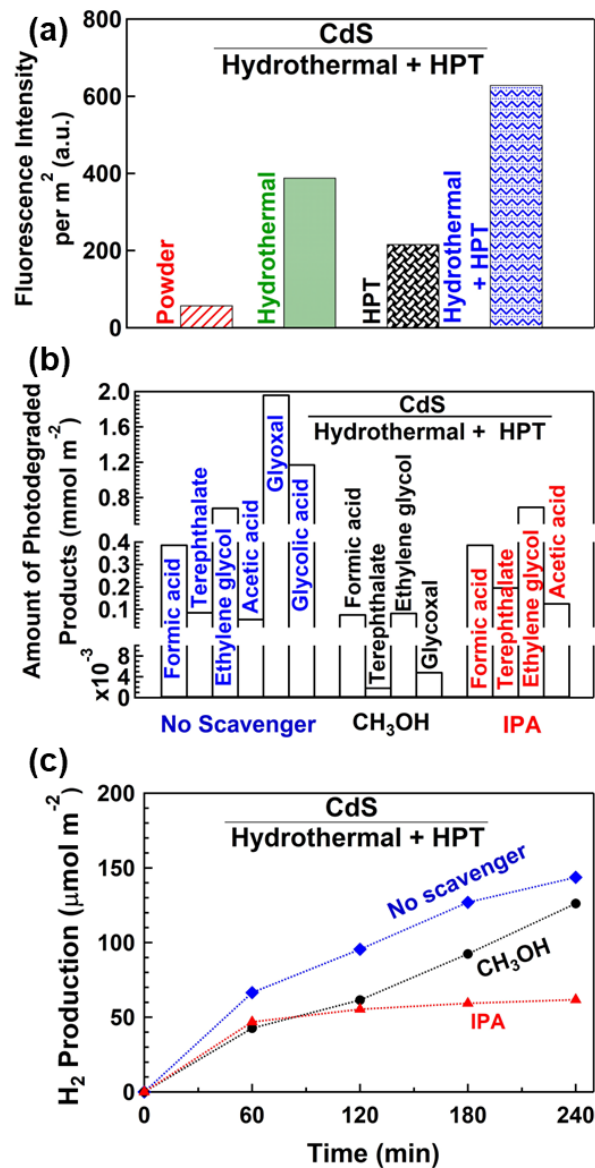 (a)
800
600
400
200
0
Fluorescence Intensity
per m² (a.u.)
CdS
Hydrothermal + HPT
Powder
Hydrothermal
HPT
Hydrothermal
+ HPT
(b)
2.0
1.6
1.2
0.8
0.4
0.3
0.2
0.1
8
4
0
x10⁻³
Amount of Photodegraded
Products (mmol m⁻²)
CdS
Hydrothermal + HPT
Formic acid
Terephthalate
Ethylene glycol
Acetic acid
Glyoxal
Glycolic acid
Formic acid
Terephthalate
Ethylene glycol
Glycoxal
Formic acid
Terephthalate
Ethylene glycol
Acetic acid
No Scavenger
CH₃OH
IPA
(c)
200
150
100
50
0
H₂ Production (µmol m⁻²)
CdS
Hydrothermal + HPT
No scavenger
CH₃OH
IPA
0 60 120 180 240
Time (min)